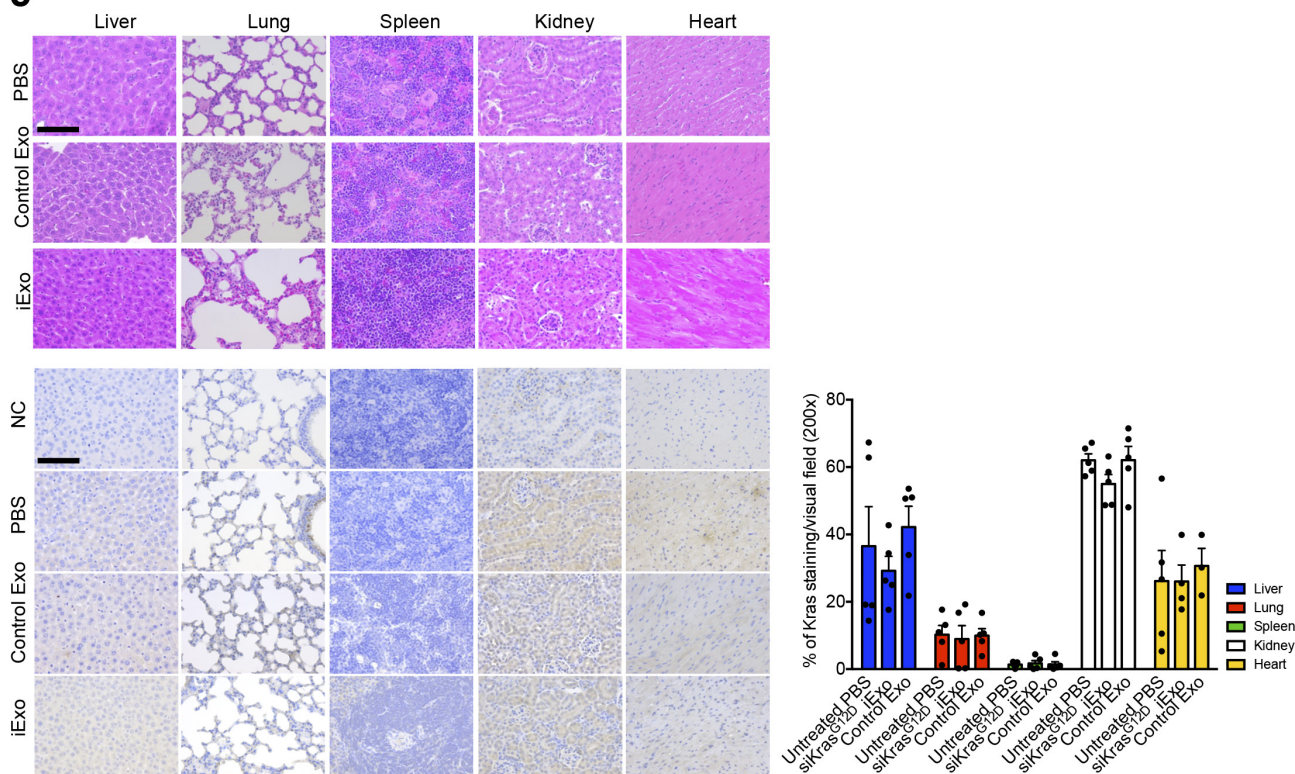 Liver Lung Spleen Kidney Heart
PBS
Control Exo
iExo
NC
PBS
Control Exo
iExo
% of Kras staining/visual field (200x)
80
60
40
20
0
Untreated PBS
siKrasG12D iExo
Control Exo
Untreated PBS
siKrasG12D iExo
Control Exo
Untreated PBS
siKrasG12D iExo
Control Exo
Untreated PBS
siKrasG12D iExo
Control Exo
Untreated PBS
siKrasG12D iExo
Control Exo
Liver
Lung
Spleen
Kidney
Heart